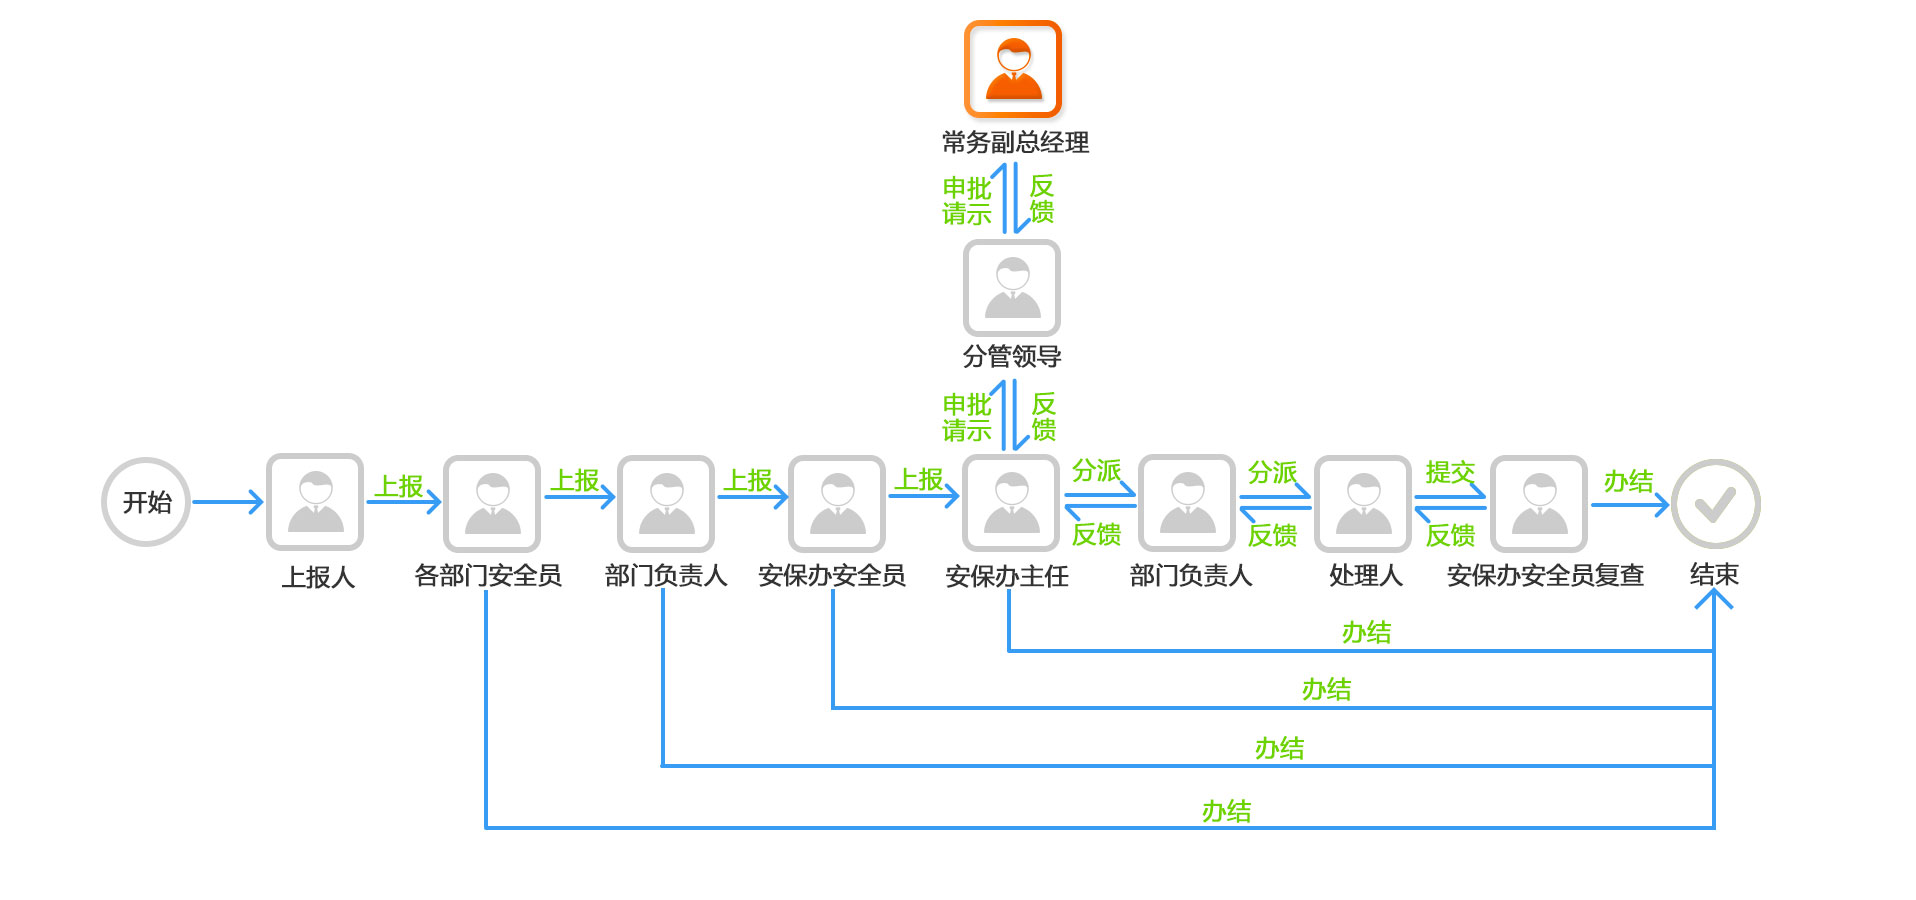 常务副总经理
申批
请示
反
馈
分管领导
申批
请示
反
馈
开始
上报
上报
上报
上报
分派
反馈
分派
反馈
提交
反馈
办结
上报人
各部门安全员
部门负责人
安保办安全员
安保办主任
部门负责人
处理人
安保办安全员复查
结束
办结
办结
办结
办结